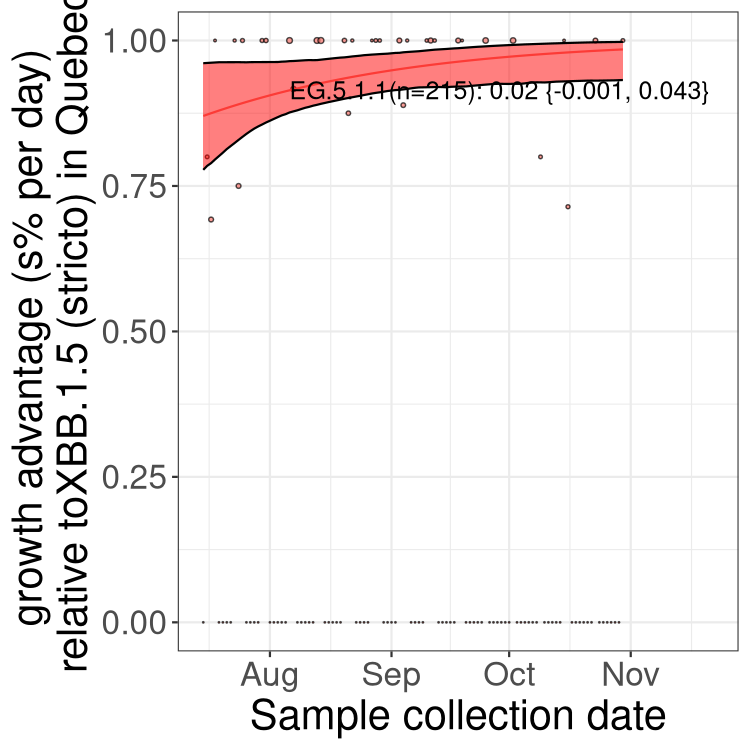 growth advantage (s% per day)
relative toXBB.1.5 (stricto) in Quebec
1.00
0.75
0.50
0.25
0.00
EG.5.1.1(n=215): 0.02 {-0.001, 0.043}
Aug Sep Oct Nov
Sample collection date